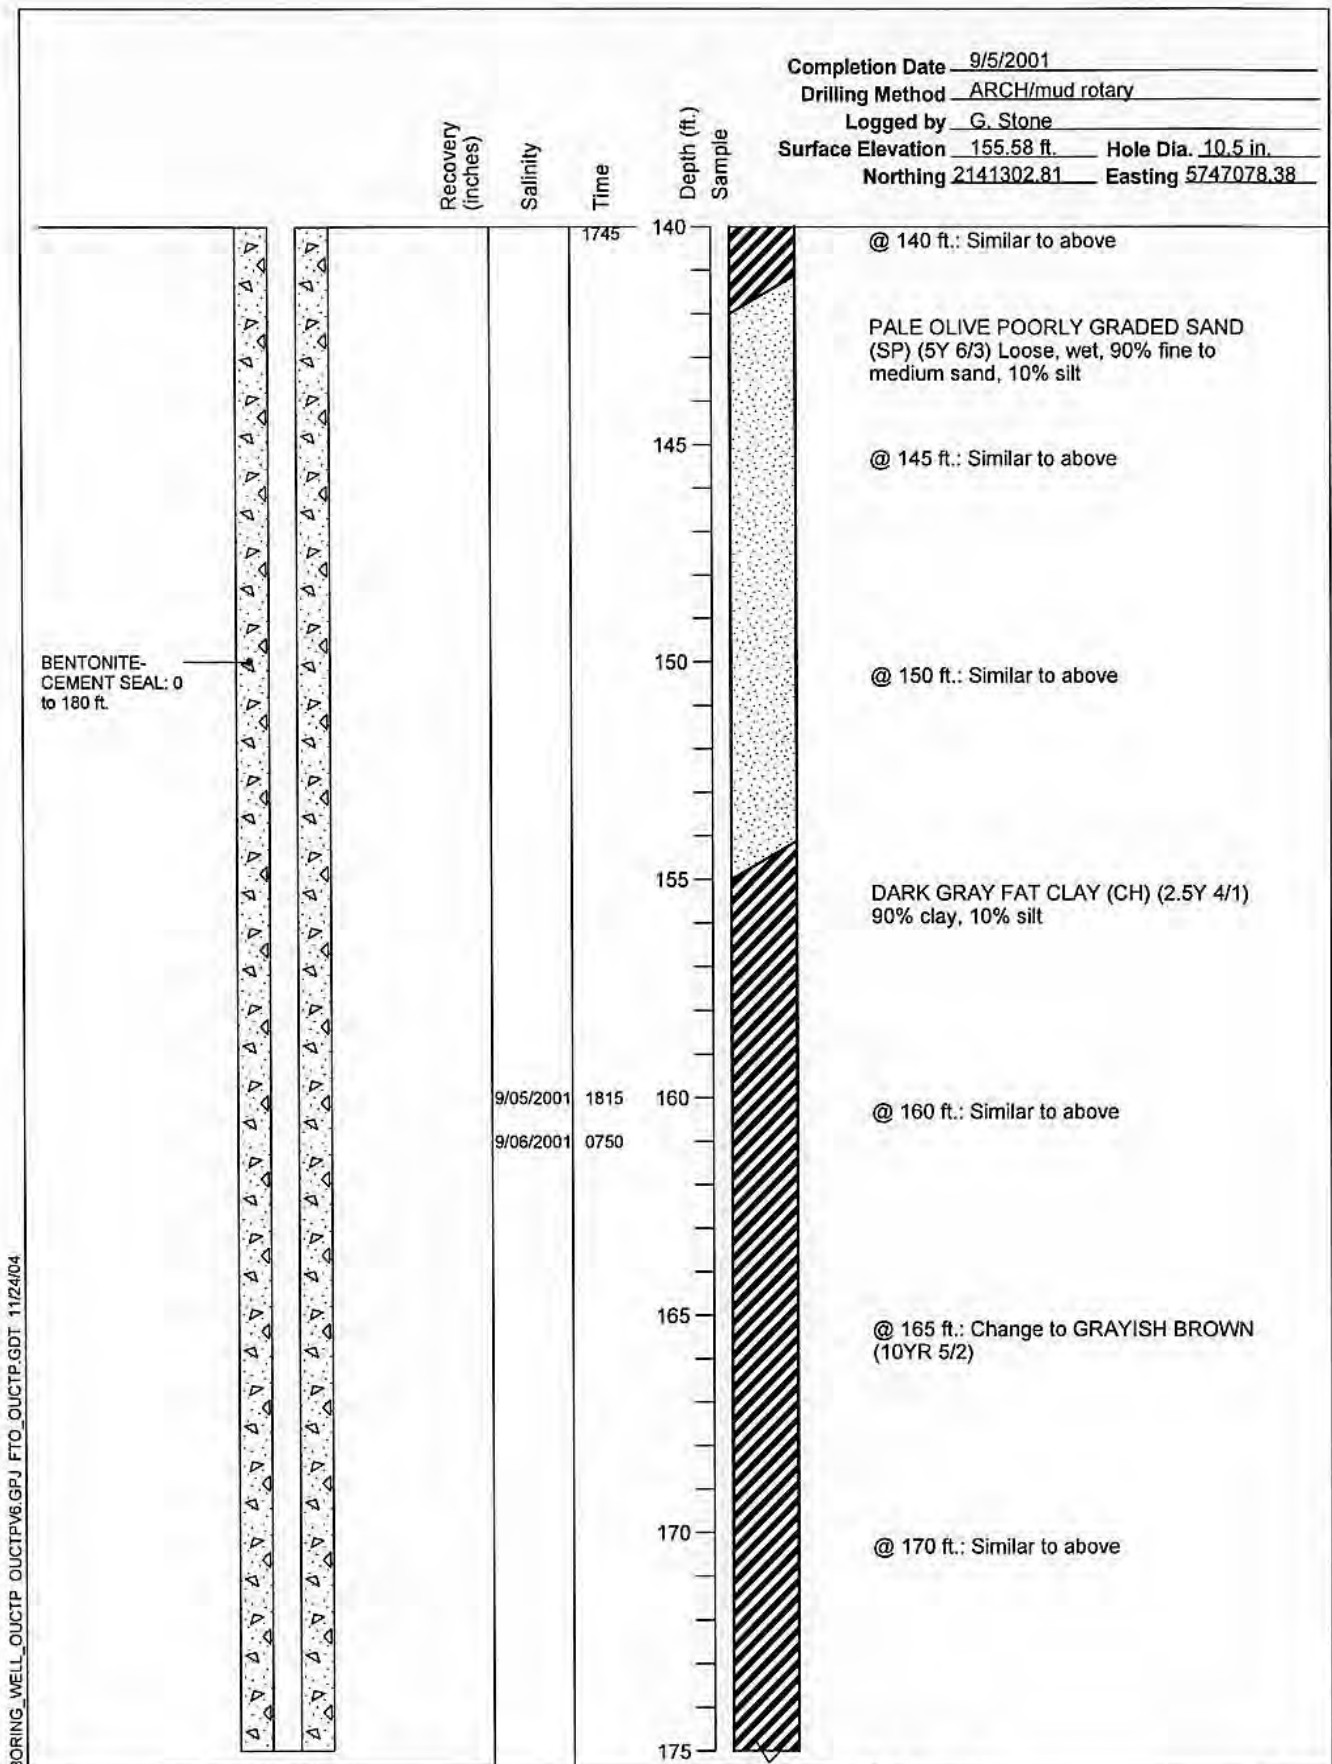 Completion Date 9/5/2001
Drilling Method ARCH/mud rotary
Logged by G. Stone
Surface Elevation 155.58 ft. Hole Dia. 10.5 in.
Northing 2141302.81 Easting 5747078.38
Recovery
(inches)
Salinity
Time
Depth (ft.)
Sample
1745
140
@ 140 ft.: Similar to above
PALE OLIVE POORLY GRADED SAND
(SP) (5Y 6/3) Loose, wet, 90% fine to
medium sand, 10% silt
145
@ 145 ft.: Similar to above
BENTONITE-
CEMENT SEAL: 0
to 180 ft.
150
@ 150 ft.: Similar to above
155
DARK GRAY FAT CLAY (CH) (2.5Y 4/1)
90% clay, 10% silt
9/05/2001 1815
160
@ 160 ft.: Similar to above
9/06/2001 0750
165
@ 165 ft.: Change to GRAYISH BROWN
(10YR 5/2)
170
@ 170 ft.: Similar to above
175
BORING_WELL_OUCTP OUCTPV6.GPJ FTO_OUCTP.GDT 11/24/04